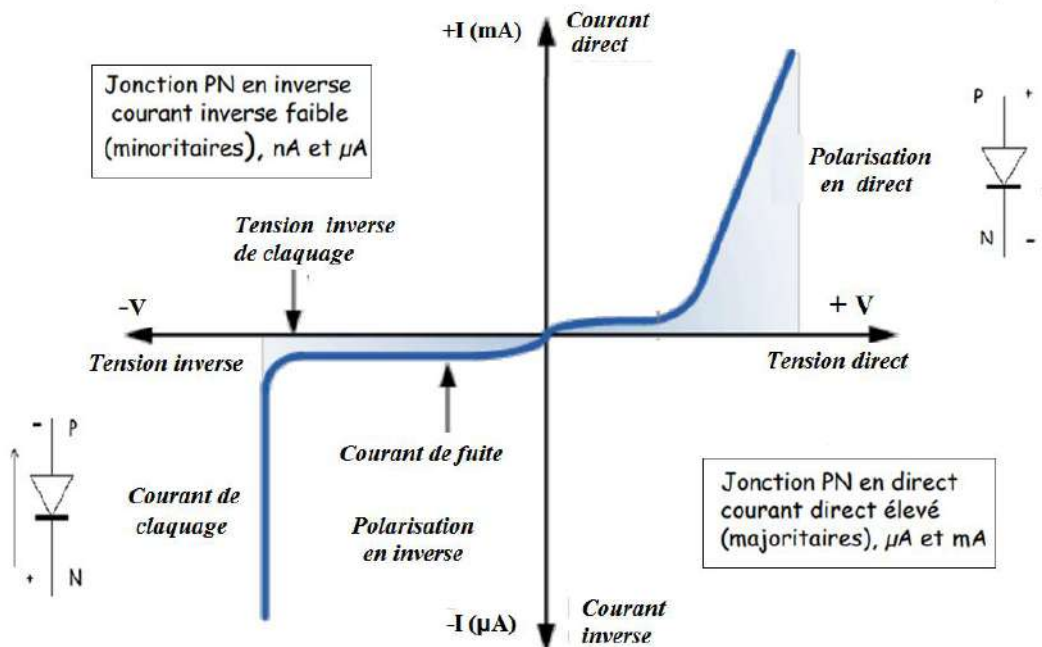 +I (mA)
Courant
direct
Jonction PN en inverse
courant inverse faible
(minoritaires), nA et µA
P +
Polarisation
en direct
N -
Tension inverse
de claquage
-V
+ V
Tension inverse
Tension direct
- P
Courant de fuite
Courant de
claquage
Polarisation
en inverse
Jonction PN en direct
courant direct élevé
(majoritaires), µA et mA
+ N
-I (µA)
Courant
inverse